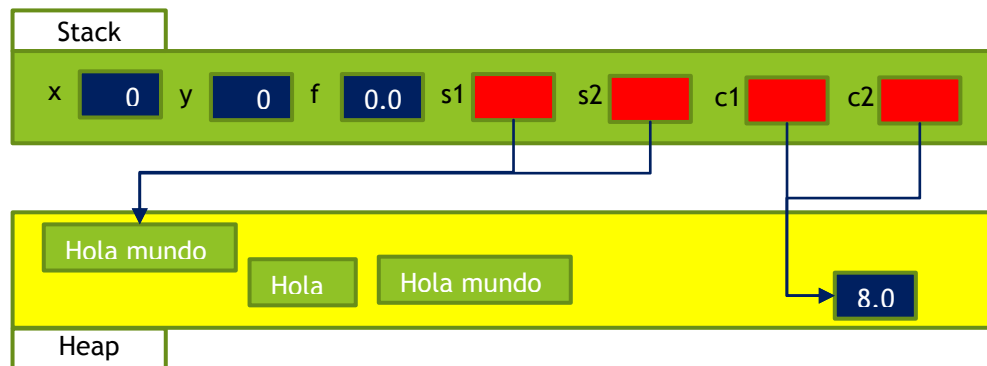 Stack
x 0 y 0 f 0.0 s1 s2 c1 c2
Hola mundo
Hola
Hola mundo
8.0
Heap